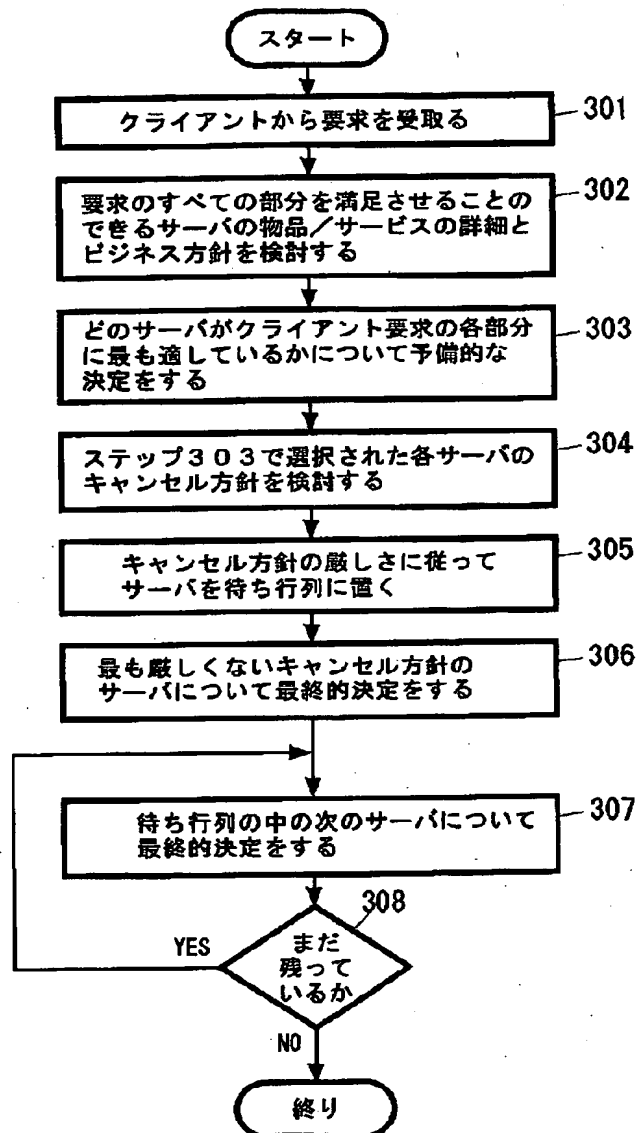 スタート
クライアントから要求を受取る
301
要求のすべての部分を満足させることの
できるサーバの物品／サービスの詳細と
ビジネス方針を検討する
302
どのサーバがクライアント要求の各部分
に最も適しているかについて予備的な
決定をする
303
ステップ３０３で選択された各サーバの
キャンセル方針を検討する
304
キャンセル方針の厳しさに従って
サーバを待ち行列に置く
305
最も厳しくないキャンセル方針の
サーバについて最終的決定をする
306
待ち行列の中の次のサーバについて
最終的決定をする
307
308
まだ
残って
いるか
YES
NO
終り